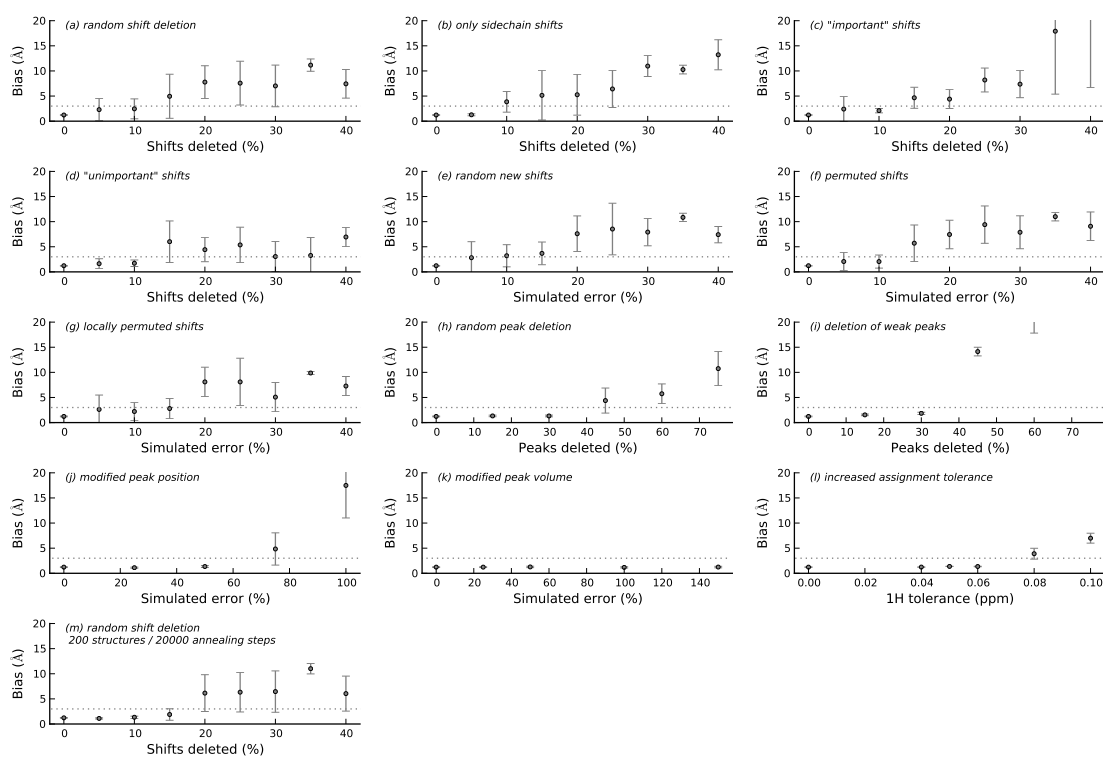 (a) random shift deletion
Bias (Å)
20
15
10
5
0
0 10 20 30 40
Shifts deleted (%)
(b) only sidechain shifts
Bias (Å)
20
15
10
5
0
0 10 20 30 40
Shifts deleted (%)
(c) "important" shifts
Bias (Å)
20
15
10
5
0
0 10 20 30 40
Shifts deleted (%)
(d) "unimportant" shifts
Bias (Å)
20
15
10
5
0
0 10 20 30 40
Shifts deleted (%)
(e) random new shifts
Bias (Å)
20
15
10
5
0
0 10 20 30 40
Simulated error (%)
(f) permuted shifts
Bias (Å)
20
15
10
5
0
0 10 20 30 40
Simulated error (%)
(g) locally permuted shifts
Bias (Å)
20
15
10
5
0
0 10 20 30 40
Simulated error (%)
(h) random peak deletion
Bias (Å)
20
15
10
5
0
0 10 20 30 40 50 60 70
Peaks deleted (%)
(i) deletion of weak peaks
Bias (Å)
20
15
10
5
0
0 10 20 30 40 50 60 70
Peaks deleted (%)
(j) modified peak position
Bias (Å)
20
15
10
5
0
0 20 40 60 80 100
Simulated error (%)
(k) modified peak volume
Bias (Å)
20
15
10
5
0
0 20 40 60 80 100 120 140
Simulated error (%)
(l) increased assignment tolerance
Bias (Å)
20
15
10
5
0
0.00 0.02 0.04 0.06 0.08 0.10
1H tolerance (ppm)
(m) random shift deletion
200 structures / 20000 annealing steps
Bias (Å)
20
15
10
5
0
0 10 20 30 40
Shifts deleted (%)